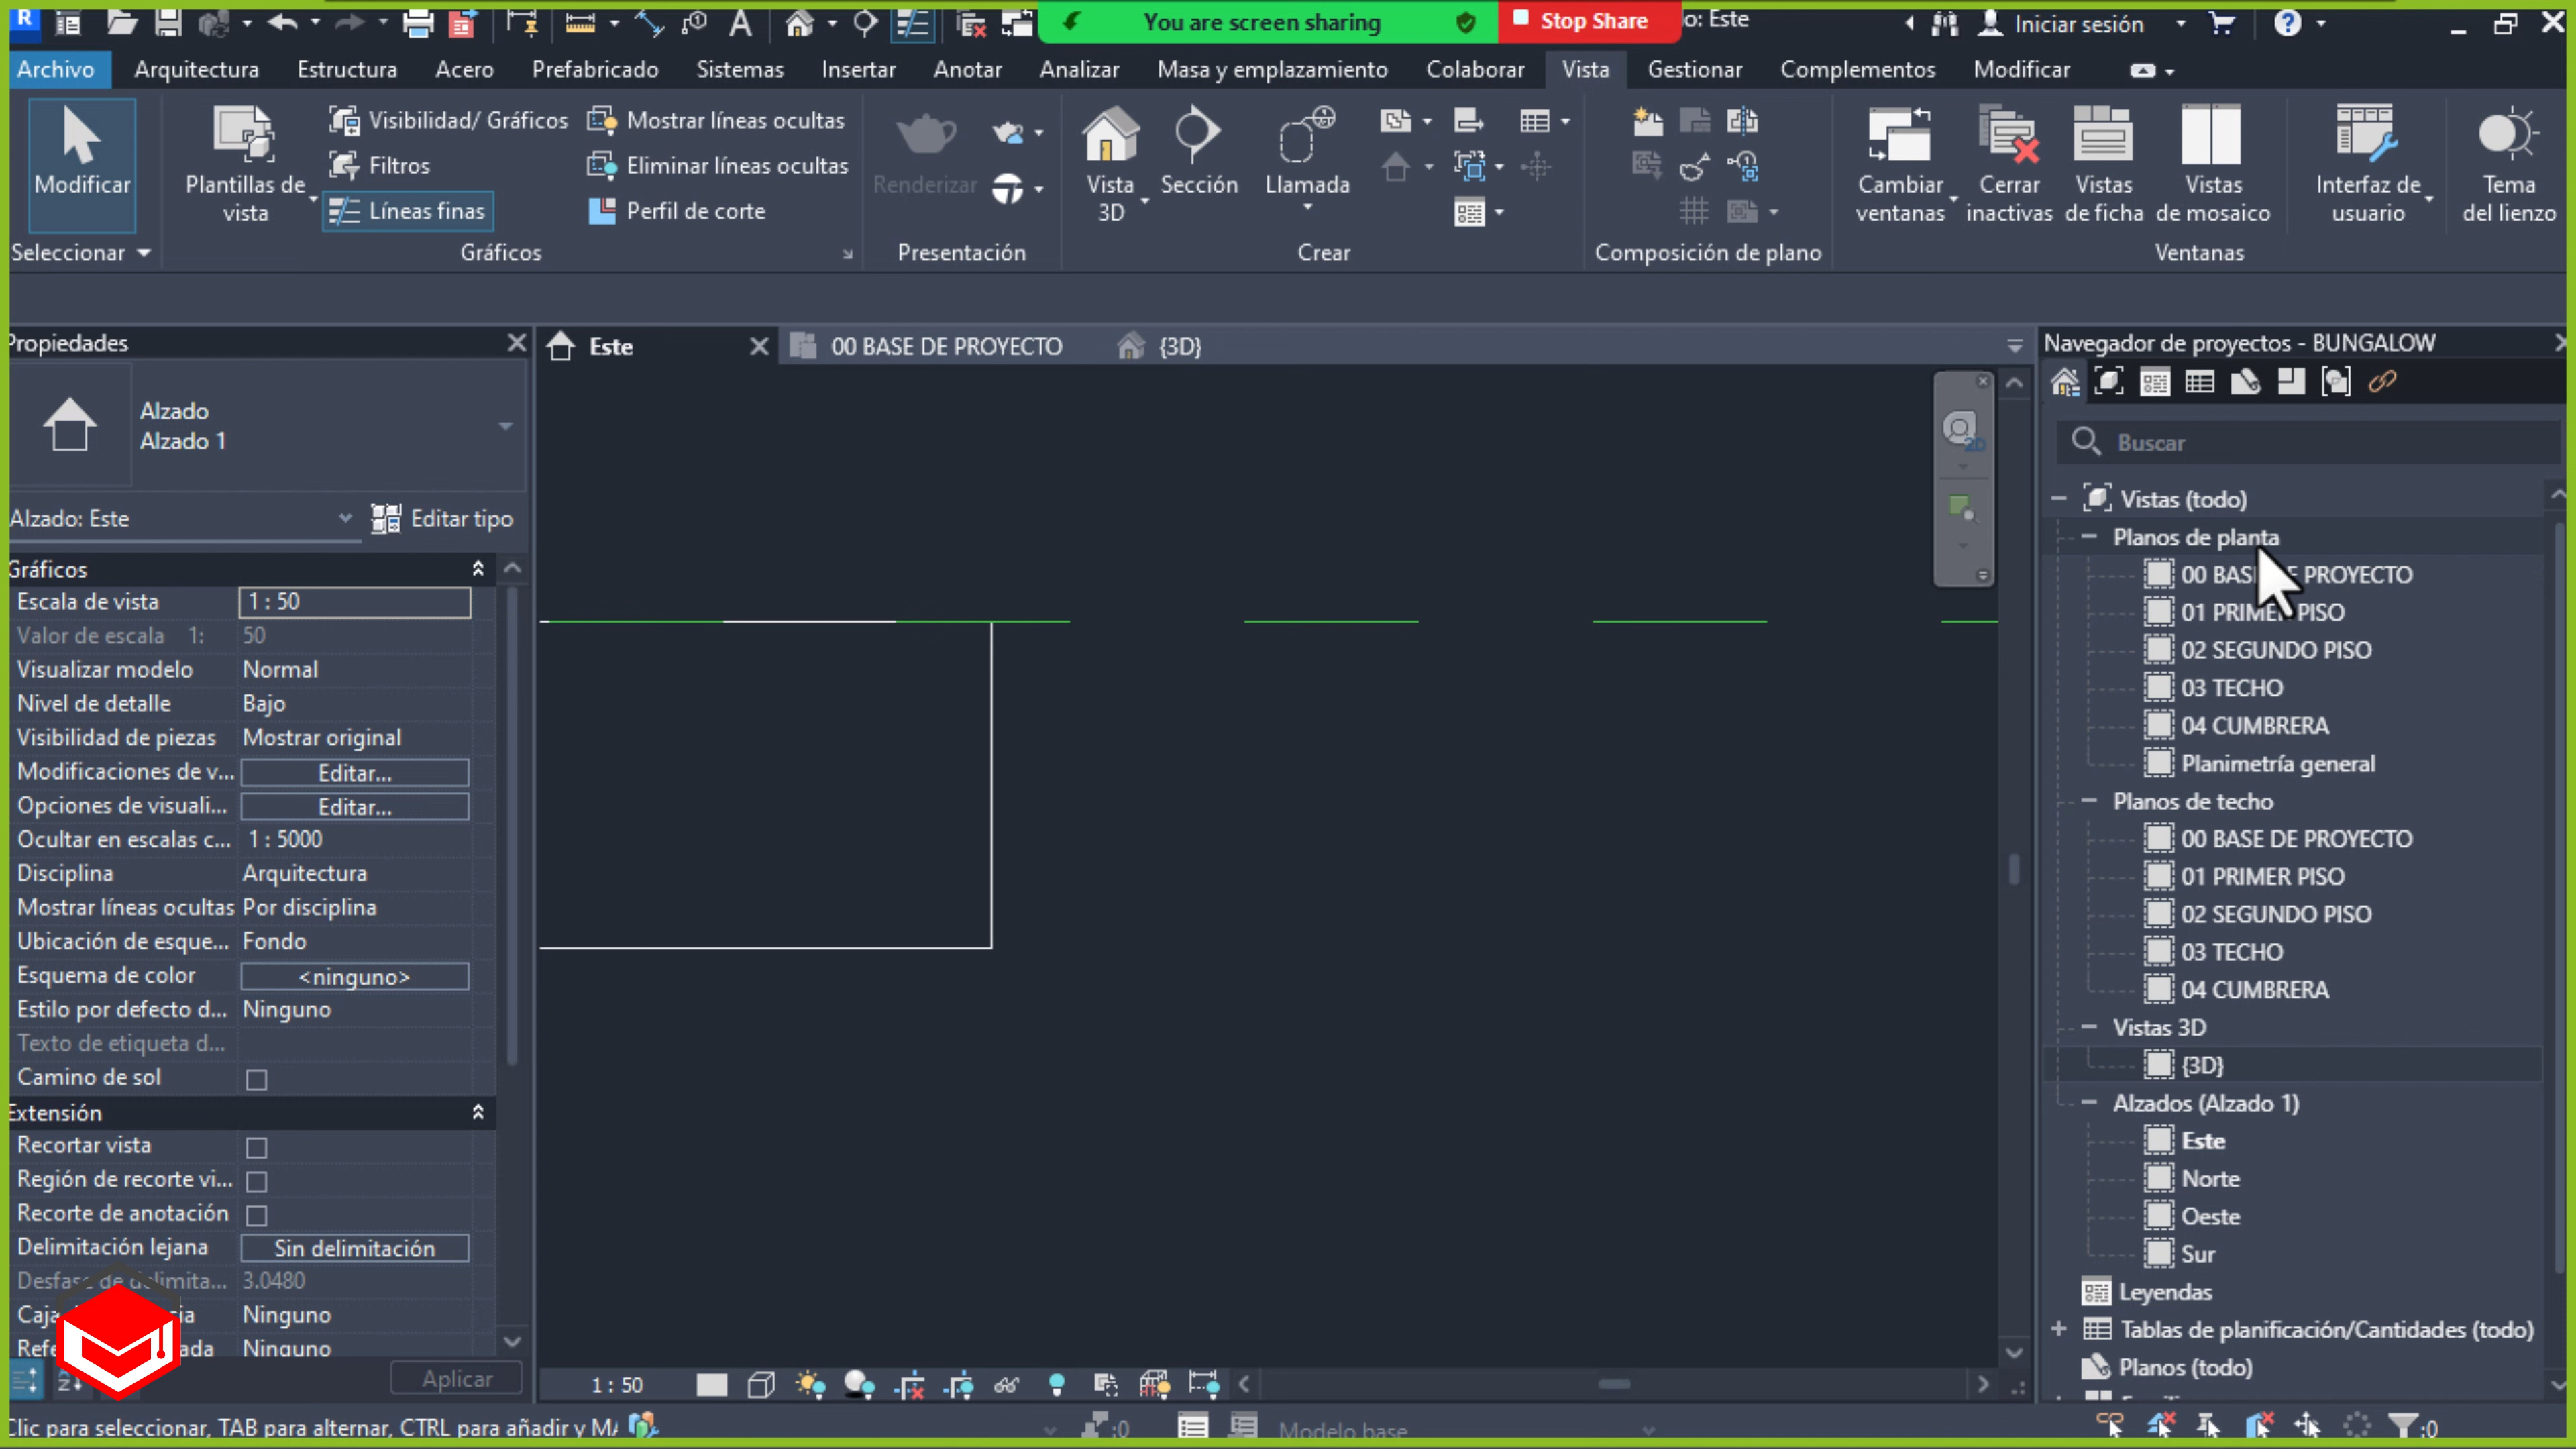 You are screen sharing
Stop Share
o: Este
Iniciar sesión
Archivo Arquitectura Estructura Acero Prefabricado Sistemas Insertar Anotar Analizar Masa y emplazamiento Colaborar Vista Gestionar Complementos Modificar
Modificar
Plantillas de vista
Visibilidad/ Gráficos
Filtros
Líneas finas
Mostrar líneas ocultas
Eliminar líneas ocultas
Perfil de corte
Renderizar
Vista 3D
Sección
Llamada
Cambiar ventanas
Cerrar inactivas
Vistas de ficha
Vistas de mosaico
Interfaz de usuario
Tema del lienzo
Seleccionar
Gráficos
Presentación
Crear
Composición de plano
Ventanas
Propiedades
Alzado
Alzado 1
Alzado: Este
Editar tipo
Gráficos
Escala de vista 1 : 50
Valor de escala 1: 50
Visualizar modelo Normal
Nivel de detalle Bajo
Visibilidad de piezas Mostrar original
Modificaciones de v... Editar...
Opciones de visuali... Editar...
Ocultar en escalas c... 1 : 5000
Disciplina Arquitectura
Mostrar líneas ocultas Por disciplina
Ubicación de esque... Fondo
Esquema de color <ninguno>
Estilo por defecto d... Ninguno
Texto de etiqueta d...
Camino de sol
Extensión
Recortar vista
Región de recorte vi...
Recorte de anotación
Delimitación lejana Sin delimitación
Desfase de delimita... 3.0480
Ninguno
Ninguno
Aplicar
Este
00 BASE DE PROYECTO
{3D}
2D
1 : 50
Navegador de proyectos - BUNGALOW
Buscar
Vistas (todo)
Planos de planta
00 BASE DE PROYECTO
01 PRIMER PISO
02 SEGUNDO PISO
03 TECHO
04 CUMBRERA
Planimetría general
Planos de techo
00 BASE DE PROYECTO
01 PRIMER PISO
02 SEGUNDO PISO
03 TECHO
04 CUMBRERA
Vistas 3D
{3D}
Alzados (Alzado 1)
Este
Norte
Oeste
Sur
Leyendas
Tablas de planificación/Cantidades (todo)
Planos (todo)
Clic para seleccionar, TAB para alternar, CTRL para añadir y
:0
Modelo base
:0